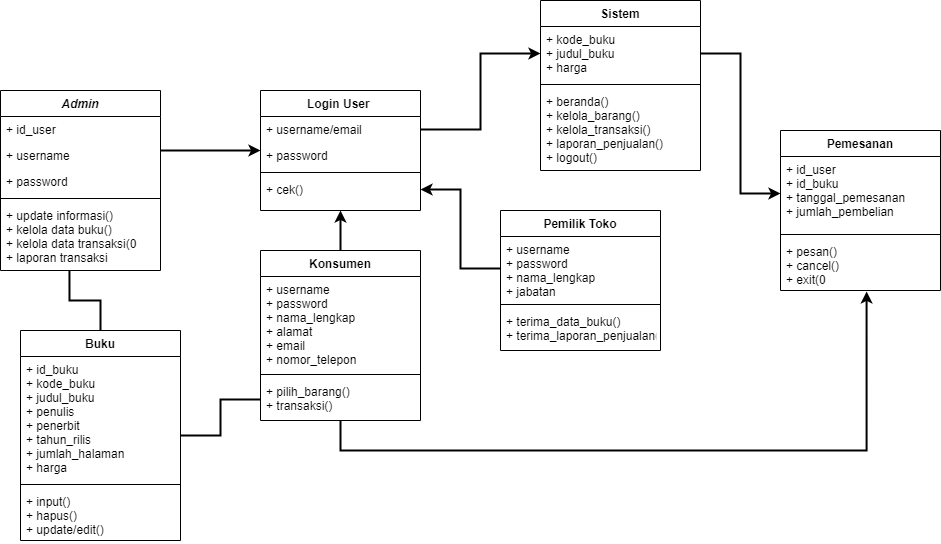 Admin
+ id_user
+ username
+ password
+ update informasi()
+ kelola data buku()
+ kelola data transaksi(0
+ laporan transaksi
Login User
+ username/email
+ password
+ cek()
Sistem
+ kode_buku
+ judul_buku
+ harga
+ beranda()
+ kelola_barang()
+ kelola_transaksi()
+ laporan_penjualan()
+ logout()
Pemesanan
+ id_user
+ id_buku
+ tanggal_pemesanan
+ jumlah_pembelian
+ pesan()
+ cancel()
+ exit(0
Pemilik Toko
+ username
+ password
+ nama_lengkap
+ jabatan
+ terima_data_buku()
+ terima_laporan_penjualan(
Konsumen
+ username
+ password
+ nama_lengkap
+ alamat
+ email
+ nomor_telepon
+ pilih_barang()
+ transaksi()
Buku
+ id_buku
+ kode_buku
+ judul_buku
+ penulis
+ penerbit
+ tahun_rilis
+ jumlah_halaman
+ harga
+ input()
+ hapus()
+ update/edit()